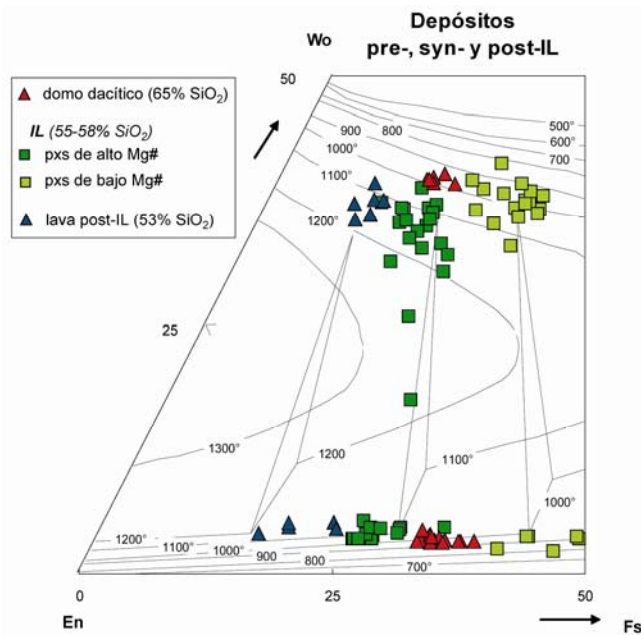 Depósitos
pre-, syn- y post-IL
Wo
50
domo dacítico (65% SiO₂)
IL (55-58% SiO₂)
pxs de alto Mg#
pxs de bajo Mg#
lava post-IL (53% SiO₂)
500°
600°
700
800
900
1000°
1100°
1200°
25
1300°
1200
1100°
1000°
1200°
1100°
1000°
900
800
700°
0
25
50
En
Fs